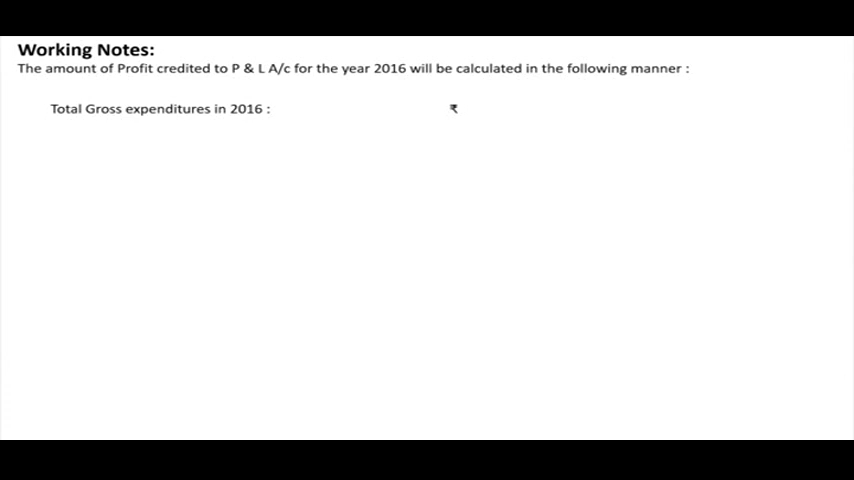 Working Notes:
The amount of Profit credited to P & L A/c for the year 2016 will be calculated in the following manner :
Total Gross expenditures in 2016 : ₹